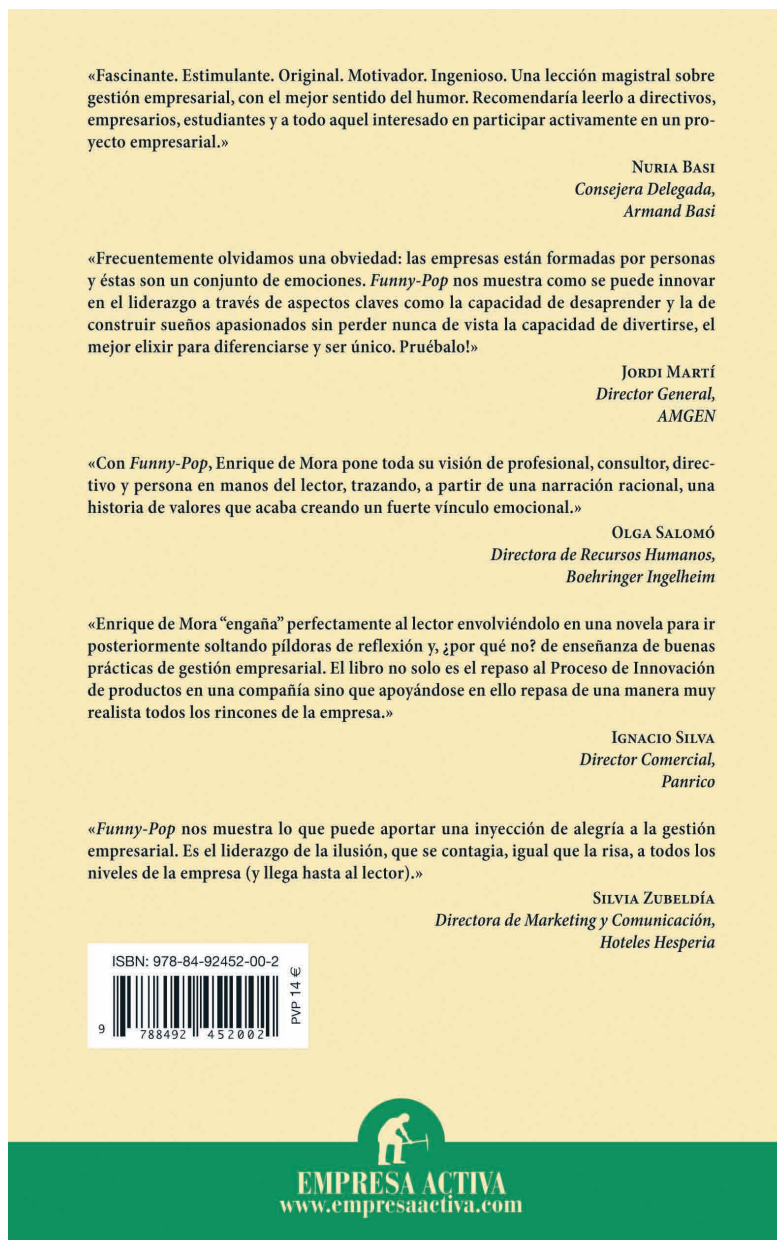 «Fascinante. Estimulante. Original. Motivador. Ingenioso. Una lección magistral sobre
gestión empresarial, con el mejor sentido del humor. Recomendaría leerlo a directivos,
empresarios, estudiantes y a todo aquel interesado en participar activamente en un pro-
yecto empresarial.»
Nuria Basi
Consejera Delegada,
Armand Basi
«Frecuentemente olvidamos una obviedad: las empresas están formadas por personas
y éstas son un conjunto de emociones. Funny-Pop nos muestra como se puede innovar
en el liderazgo a través de aspectos claves como la capacidad de desaprender y la de
construir sueños apasionados sin perder nunca de vista la capacidad de divertirse, el
mejor elixir para diferenciarse y ser único. Pruébalo!»
Jordi Martí
Director General,
AMGEN
«Con Funny-Pop, Enrique de Mora pone toda su visión de profesional, consultor, direc-
tivo y persona en manos del lector, trazando, a partir de una narración racional, una
historia de valores que acaba creando un fuerte vínculo emocional.»
Olga Salomó
Directora de Recursos Humanos,
Boehringer Ingelheim
«Enrique de Mora “engaña” perfectamente al lector envolviéndolo en una novela para ir
posteriormente soltando píldoras de reflexión y, ¿por qué no? de enseñanza de buenas
prácticas de gestión empresarial. El libro no solo es el repaso al Proceso de Innovación
de productos en una compañía sino que apoyándose en ello repasa de una manera muy
realista todos los rincones de la empresa.»
Ignacio Silva
Director Comercial,
Panrico
«Funny-Pop nos muestra lo que puede aportar una inyección de alegría a la gestión
empresarial. Es el liderazgo de la ilusión, que se contagia, igual que la risa, a todos los
niveles de la empresa (y llega hasta al lector).»
Silvia Zubeldía
Directora de Marketing y Comunicación,
Hoteles Hesperia
ISBN: 978-84-92452-00-2
9 788492 452002
PVP 14 €
EMPRESA ACTIVA
www.empresaactiva.com